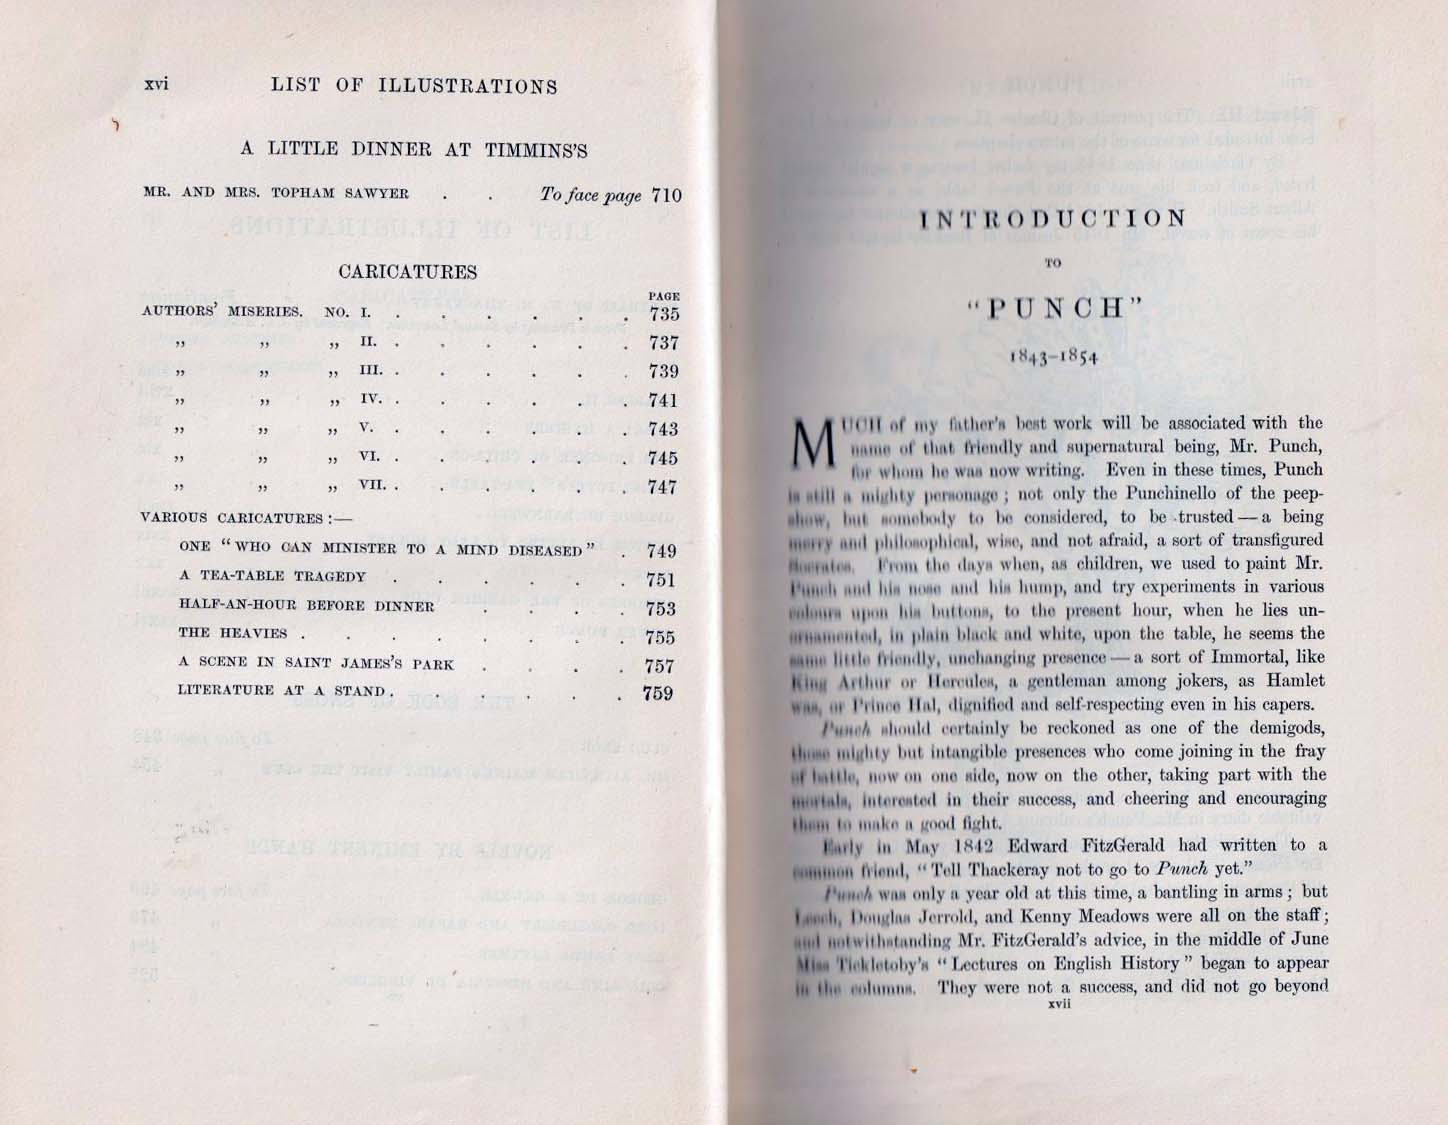 xvi LIST OF ILLUSTRATIONS
A LITTLE DINNER AT TIMMINS'S
MR. AND MRS. TOPHAM SAWYER . . To face page 710
CARICATURES
PAGE
AUTHORS' MISERIES. NO. I. . . . . . . 735
„ „ „ II. . . . . . . 737
„ „ „ III. . . . . . . 739
„ „ „ IV. . . . . . . 741
„ „ „ V. . . . . . . 743
„ „ „ VI. . . . . . . 745
„ „ „ VII. . . . . . . 747
VARIOUS CARICATURES :—
ONE "WHO CAN MINISTER TO A MIND DISEASED" . 749
A TEA-TABLE TRAGEDY . . . . . . 751
HALF-AN-HOUR BEFORE DINNER . . . . 753
THE HEAVIES . . . . . . . . 755
A SCENE IN SAINT JAMES'S PARK . . . . 757
LITERATURE AT A STAND . . . . . . 759
INTRODUCTION
TO
"PUNCH"
1843–1854
MUCH of my father's best work will be associated with the
name of that friendly and supernatural being, Mr. Punch,
for whom he was now writing. Even in these times, Punch
is still a mighty personage ; not only the Punchinello of the peep-
show, but somebody to be considered, to be trusted — a being
merry and philosophical, wise, and not afraid, a sort of transfigured
Socrates. From the days when, as children, we used to paint Mr.
Punch and his nose and his hump, and try experiments in various
colours upon his buttons, to the present hour, when he lies un-
ornamented, in plain black and white, upon the table, he seems the
same little friendly, unchanging presence — a sort of Immortal, like
King Arthur or Hercules, a gentleman among jokers, as Hamlet
was, or Prince Hal, dignified and self-respecting even in his capers.
Punch should certainly be reckoned as one of the demigods,
those mighty but intangible presences who come joining in the fray
of battle, now on one side, now on the other, taking part with the
mortals, interested in their success, and cheering and encouraging
them to make a good fight.
Early in May 1842 Edward FitzGerald had written to a
common friend, "Tell Thackeray not to go to Punch yet."
Punch was only a year old at this time, a bantling in arms ; but
Leech, Douglas Jerrold, and Kenny Meadows were all on the staff ;
and notwithstanding Mr. FitzGerald's advice, in the middle of June
Miss Tickletoby's "Lectures on English History" began to appear
in the columns. They were not a success, and did not go beyond
xvii